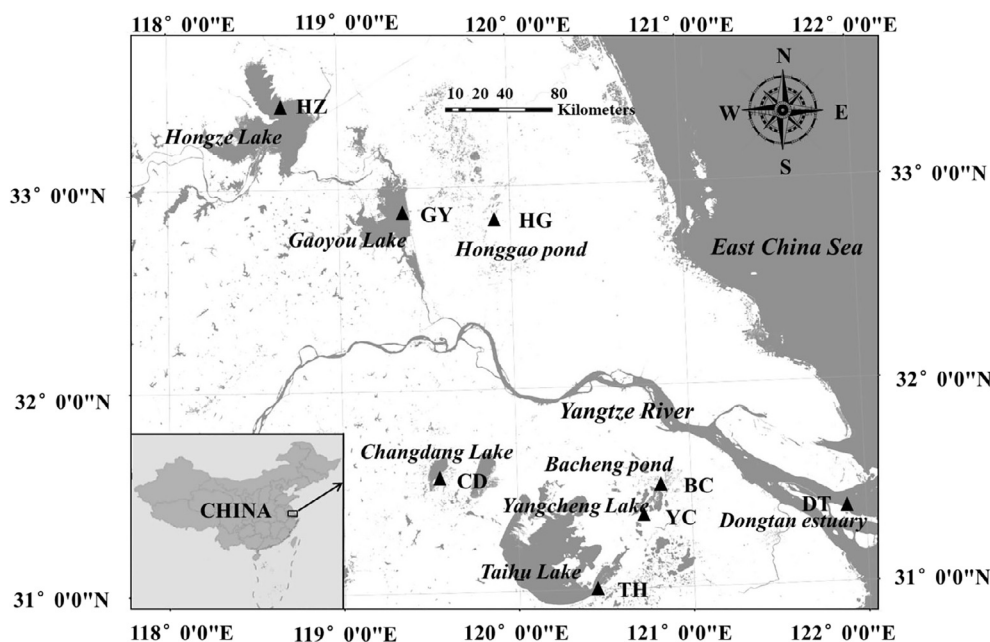 118 0'0"E 119 0'0"E 120 0'0"E 121 0'0"E 122 0'0"E
N
10 20 40 80
HZ
Kilometers
W E
Hongze Lake
S
33° 0'0"N 33° 0'0"N
GY HG
Gaoyou Lake Honggao pond East China Sea
32° 0'0"N 32° 0'0"N
Yangtze River
Changdang Lake Bacheng pond
CD BC
CHINA Yangcheng Lake YC DT
Dongtan estuary
Taihu Lake
TH
31° 0'0"N 31° 0'0"N
118 0'0"E 119 0'0"E 120 0'0"E 121 0'0"E 122 0'0"E